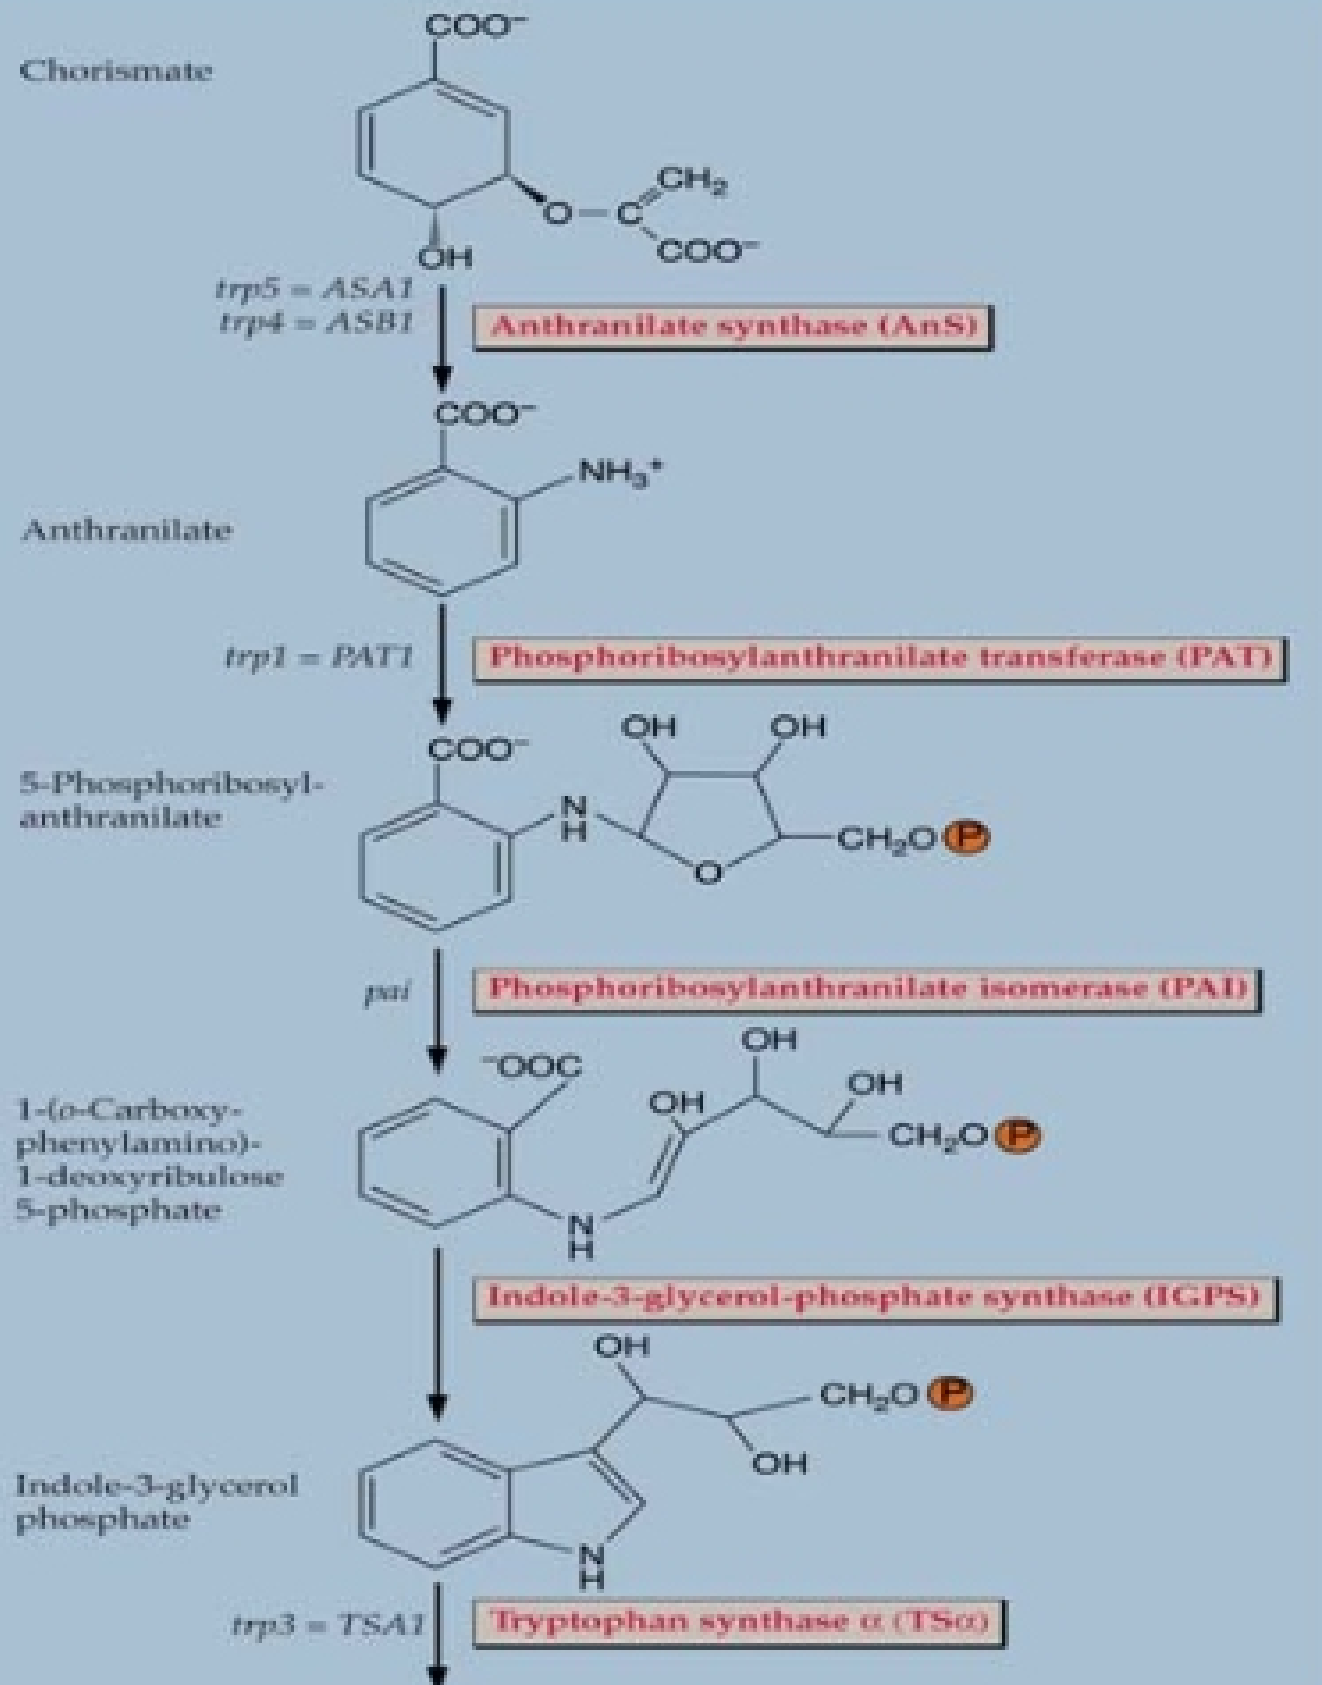 COO⁻
Chorismate
CH₂
O
C
COO⁻
OH
trp5 = ASA1
trp4 = ASB1
Anthranilate synthase (AnS)
COO⁻
NH₃⁺
Anthranilate
trp1 = PAT1
Phosphoribosylanthranilate transferase (PAT)
OH OH
COO⁻
5-Phosphoribosyl-
anthranilate
N
H
CH₂O P
O
pai
Phosphoribosylanthranilate isomerase (PAI)
OH
⁻OOC
OH
OH
1-(o-Carboxy-
phenylamino)-
1-deoxyribulose
5-phosphate
CH₂O P
N
H
Indole-3-glycerol-phosphate synthase (IGPS)
OH
CH₂O P
OH
Indole-3-glycerol
phosphate
N
H
trp3 = TSA1
Tryptophan synthase α (TSα)